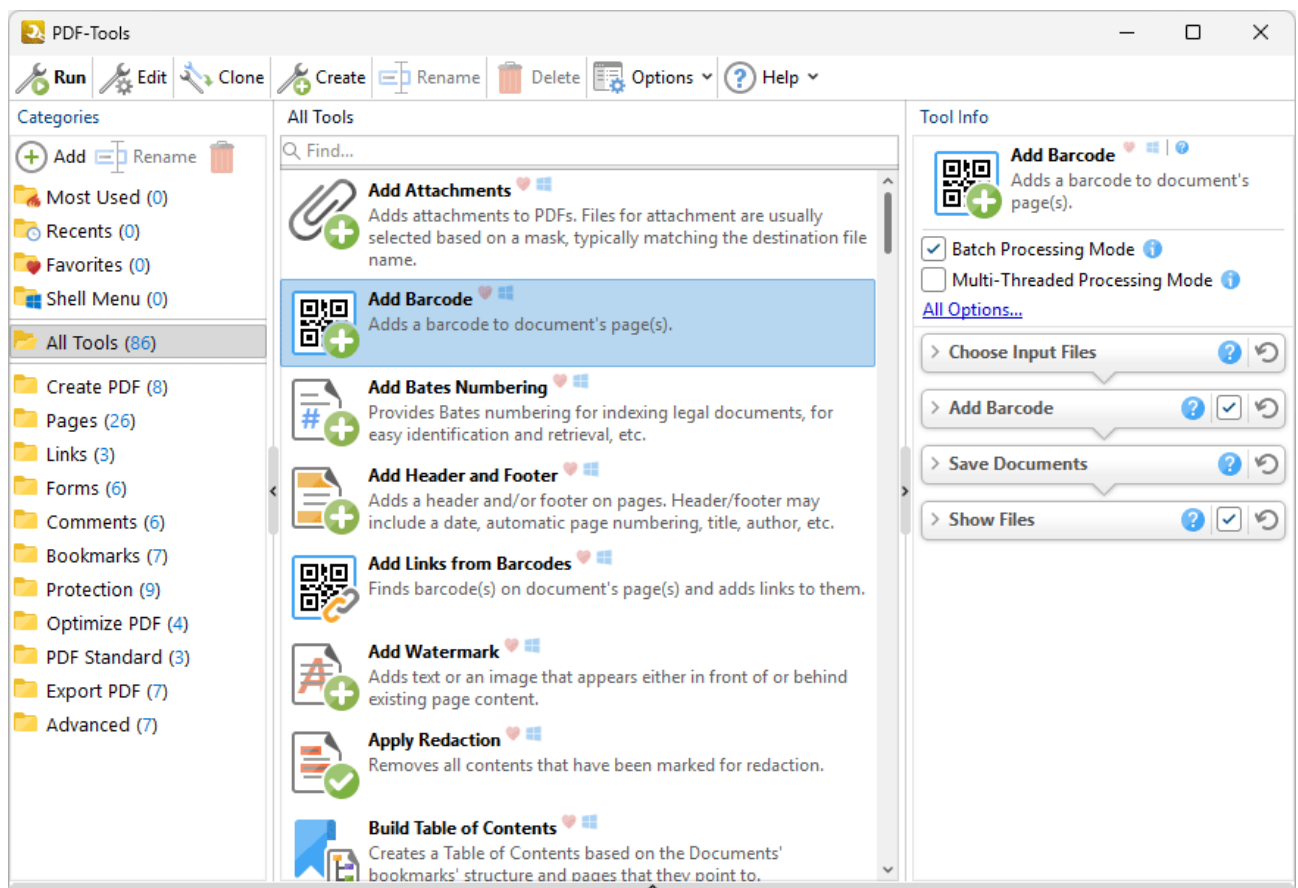 PDF-Tools
Run Edit Clone Create Rename Delete Options Help
Categories
Add Rename
Most Used (0)
Recents (0)
Favorites (0)
Shell Menu (0)
All Tools (86)
Create PDF (8)
Pages (26)
Links (3)
Forms (6)
Comments (6)
Bookmarks (7)
Protection (9)
Optimize PDF (4)
PDF Standard (3)
Export PDF (7)
Advanced (7)
All Tools
Find...
Add Attachments
Adds attachments to PDFs. Files for attachment are usually
selected based on a mask, typically matching the destination file
name.
Add Barcode
Adds a barcode to document's page(s).
Add Bates Numbering
Provides Bates numbering for indexing legal documents, for
easy identification and retrieval, etc.
Add Header and Footer
Adds a header and/or footer on pages. Header/footer may
include a date, automatic page numbering, title, author, etc.
Add Links from Barcodes
Finds barcode(s) on document's page(s) and adds links to them.
Add Watermark
Adds text or an image that appears either in front of or behind
existing page content.
Apply Redaction
Removes all contents that have been marked for redaction.
Build Table of Contents
Creates a Table of Contents based on the Documents'
bookmarks' structure and pages that they point to.
Tool Info
Add Barcode
Adds a barcode to document's
page(s).
Batch Processing Mode
Multi-Threaded Processing Mode
All Options...
Choose Input Files
Add Barcode
Save Documents
Show Files